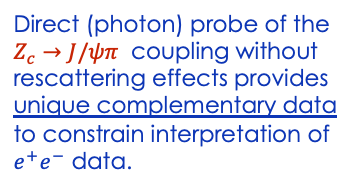 Direct (photon) probe of the
Z_c → J/ψπ coupling without
rescattering effects provides
unique complementary data
to constrain interpretation of
e⁺e⁻ data.